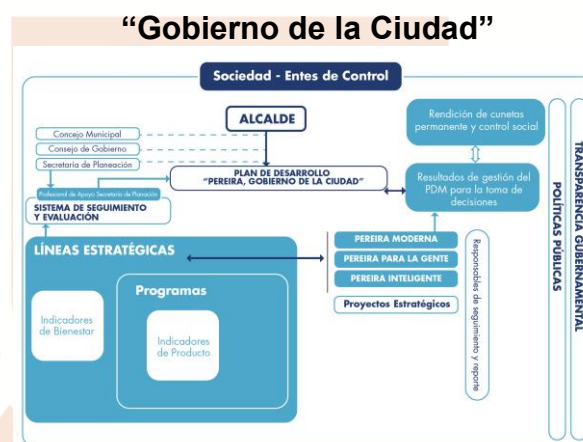 “Gobierno de la Ciudad”
Sociedad - Entes de Control
ALCALDE
Concejo Municipal
Consejo de Gobierno
Secretaría de Planeación
Profesional de Apoyo Secretaría de Planeación
SISTEMA DE SEGUIMIENTO
Y EVALUACIÓN
PLAN DE DESARROLLO
“PEREIRA, GOBIERNO DE LA CIUDAD”
Rendición de cunetas
permanente y control social
Resultados de gestión del
PDM para la toma de
decisiones
LÍNEAS ESTRATÉGICAS
Programas
Indicadores
de Bienestar
Indicadores
de Producto
PEREIRA MODERNA
PEREIRA PARA LA GENTE
PEREIRA INTELIGENTE
Proyectos Estratégicos
Responsables de seguimiento y reporte
POLÍTICAS PÚBLICAS
TRANSPARENCIA GUBERNAMENTAL